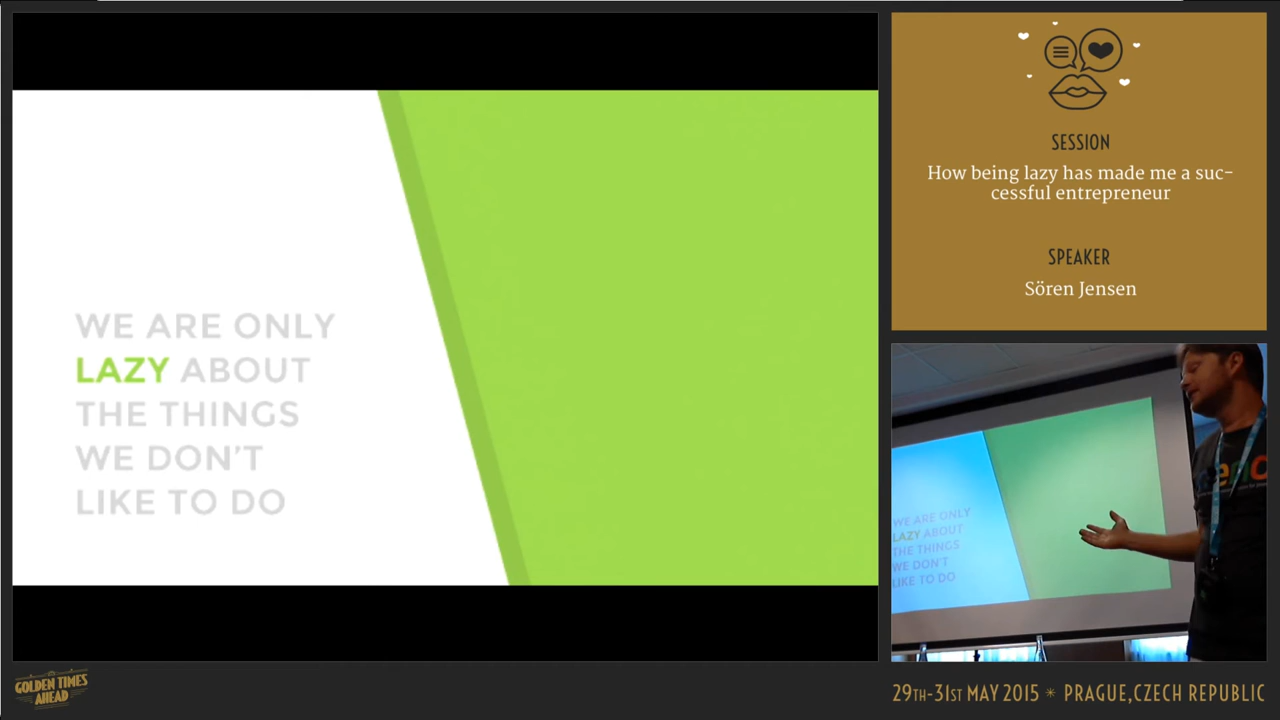 WE ARE ONLY
LAZY ABOUT
THE THINGS
WE DON'T
LIKE TO DO
SESSION
How being lazy has made me a suc-
cessful entrepreneur
SPEAKER
Sören Jensen
WE ARE ONLY
LAZY ABOUT
THE THINGS
WE DON'T
LIKE TO DO
GOLDEN TIMES
AHEAD
29TH-31ST MAY 2015 * PRAGUE,CZECH REPUBLIC